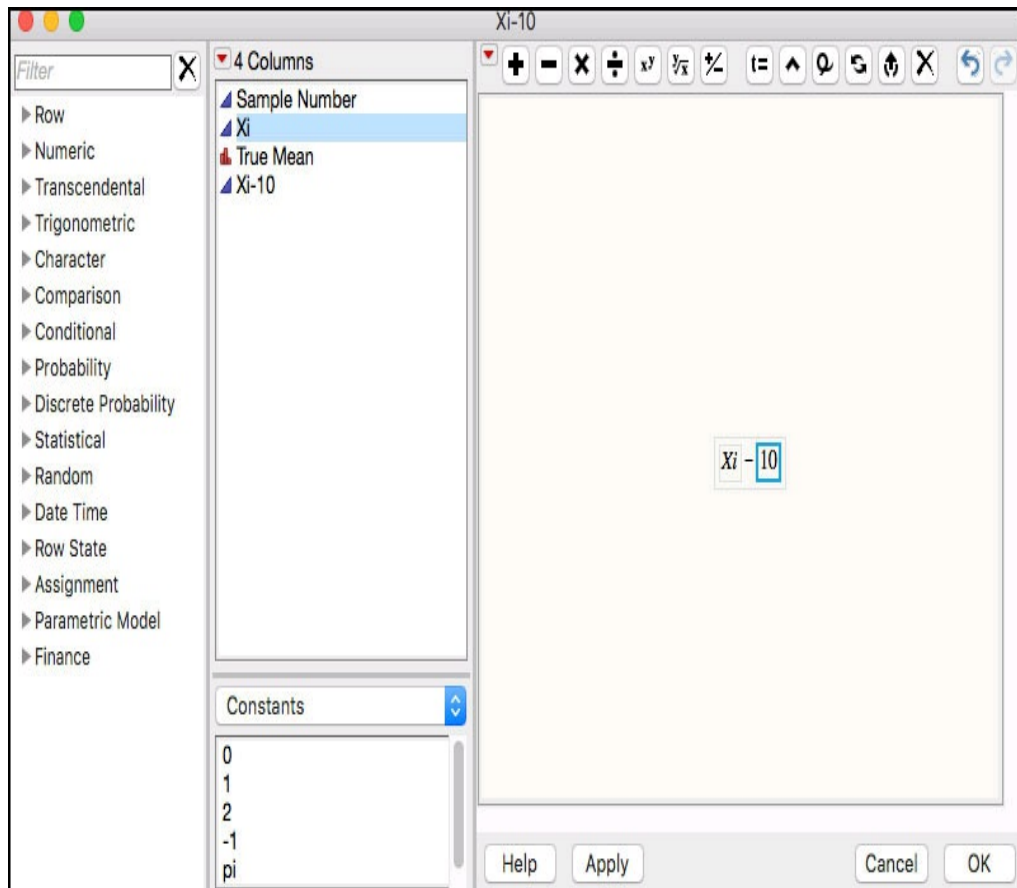 Xi-10
Filter
Row
Numeric
Transcendental
Trigonometric
Character
Comparison
Conditional
Probability
Discrete Probability
Statistical
Random
Date Time
Row State
Assignment
Parametric Model
Finance
4 Columns
Sample Number
Xi
True Mean
Xi-10
Constants
0
1
2
-1
pi
t=
Xi - 10
Help Apply Cancel OK